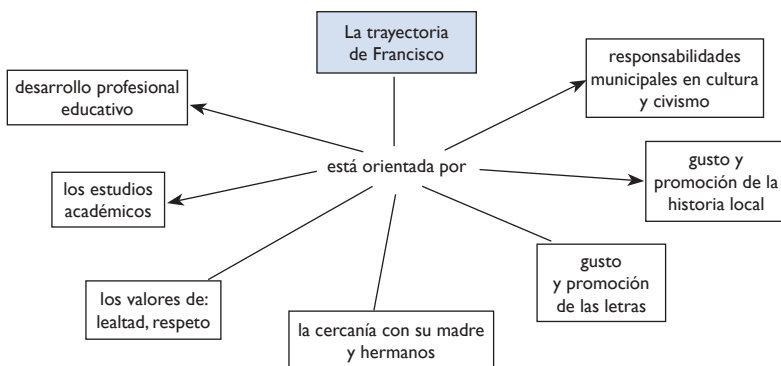 La trayectoria
de Francisco
responsabilidades
municipales en cultura
y civismo
desarrollo profesional
educativo
está orientada por
gusto y
promoción de la
historia local
los estudios
académicos
gusto
y promoción
de las letras
los valores de:
lealtad, respeto
la cercanía con su madre
y hermanos